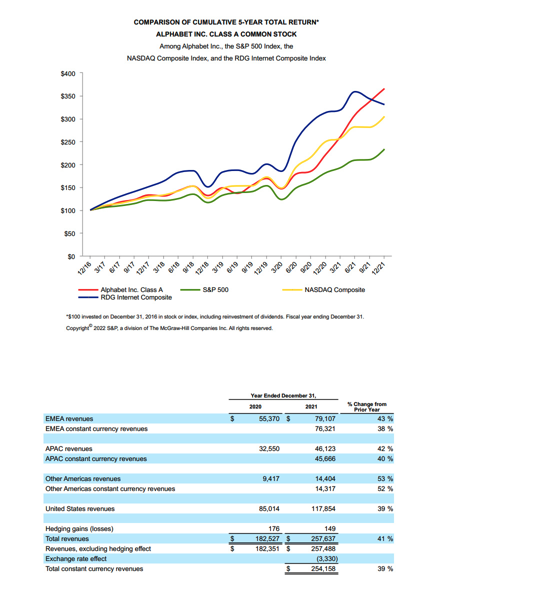 COMPARISON OF CUMULATIVE 5-YEAR TOTAL RETURN*
ALPHABET INC. CLASS A COMMON STOCK
Among Alphabet Inc., the S&P 500 Index, the
NASDAQ Composite Index, and the RDG Internet Composite Index
$400
$350
$300
$250
$200
$150
$100
$50
$0
12/16 3/17 6/17 9/17 12/17 3/18 6/18 9/18 12/18 3/19 6/19 9/19 12/19 3/20 6/20 9/20 12/20 3/21 6/21 9/21 12/21
Alphabet Inc. Class A S&P 500 NASDAQ Composite
RDG Internet Composite
*$100 invested on December 31, 2016 in stock or index, including reinvestment of dividends. Fiscal year ending December 31.
Copyright© 2022 S&P, a division of The McGraw-Hill Companies Inc. All rights reserved.
Year Ended December 31,
2020 2021 % Change from Prior Year
EMEA revenues $ 55,370 $ 79,107 43 %
EMEA constant currency revenues 76,321 38 %
APAC revenues 32,550 46,123 42 %
APAC constant currency revenues 45,666 40 %
Other Americas revenues 9,417 14,404 53 %
Other Americas constant currency revenues 14,317 52 %
United States revenues 85,014 117,854 39 %
Hedging gains (losses) 176 149
Total revenues $ 182,527 $ 257,637 41 %
Revenues, excluding hedging effect $ 182,351 $ 257,488
Exchange rate effect (3,330)
Total constant currency revenues $ 254,158 39 %